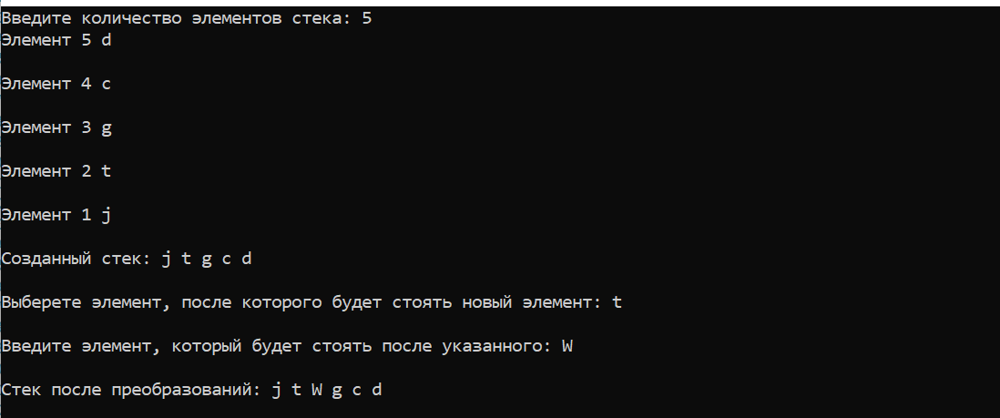 Введите количество элементов стека: 5
Элемент 5 d
Элемент 4 c
Элемент 3 g
Элемент 2 t
Элемент 1 j
Созданный стек: j t g c d
Выберете элемент, после которого будет стоять новый элемент: t
Введите элемент, который будет стоять после указанного: W
Стек после преобразований: j t W g c d